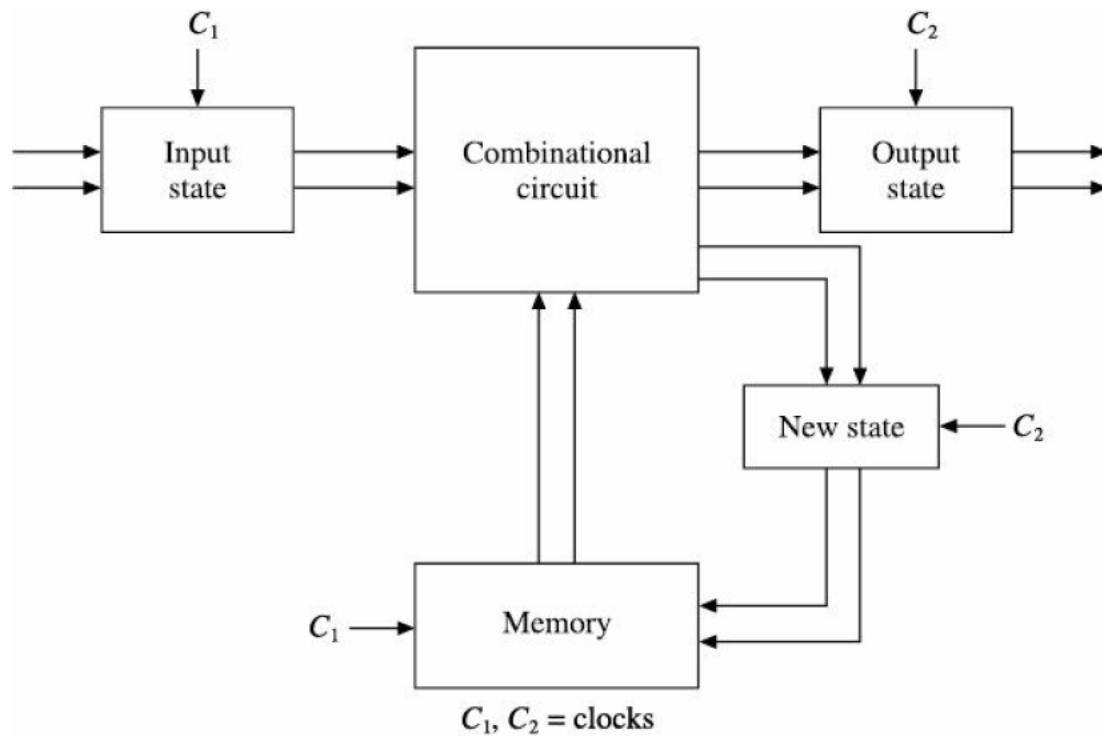 C₁
C₂
Input
state
Combinational
circuit
Output
state
New state
C₂
C₁
Memory
C₁, C₂ = clocks